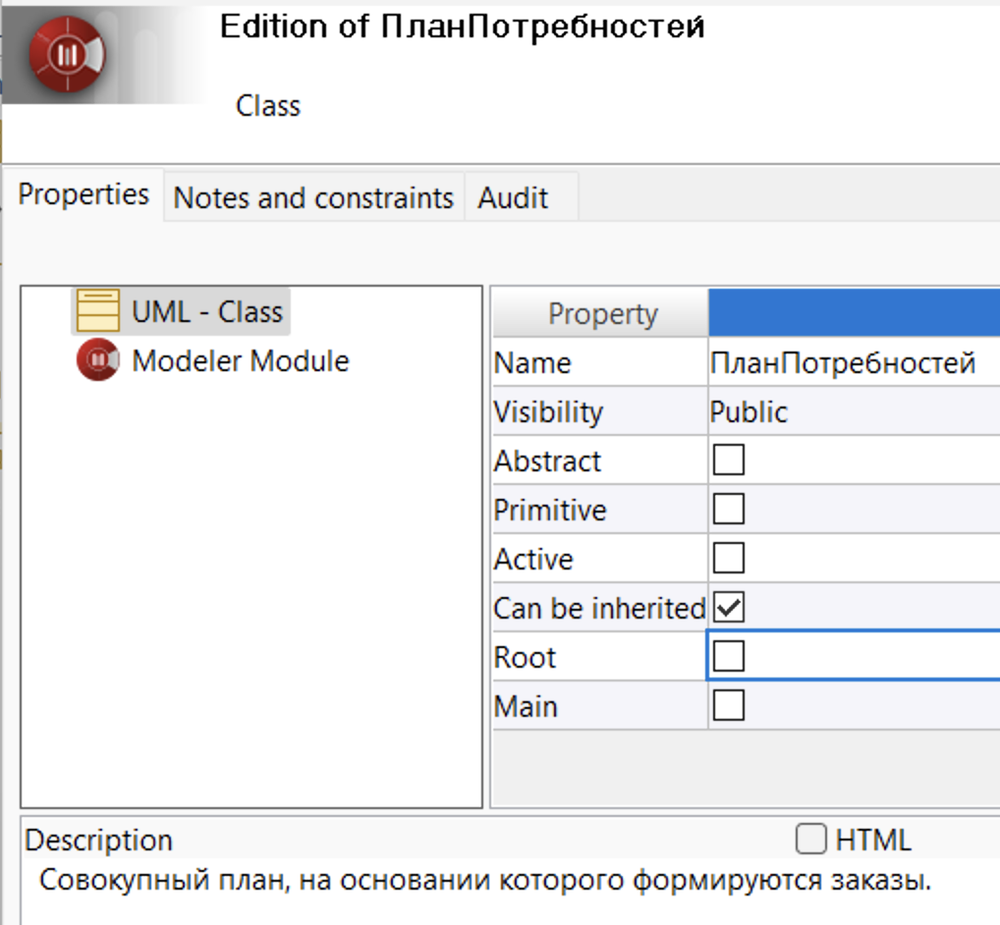 Edition of ПланПотребностей
Class
Properties Notes and constraints Audit
UML - Class
Modeler Module
Property
Name ПланПотребностей
Visibility Public
Abstract
Primitive
Active
Can be inherited
Root
Main
Description HTML
Совокупный план, на основании которого формируются заказы.